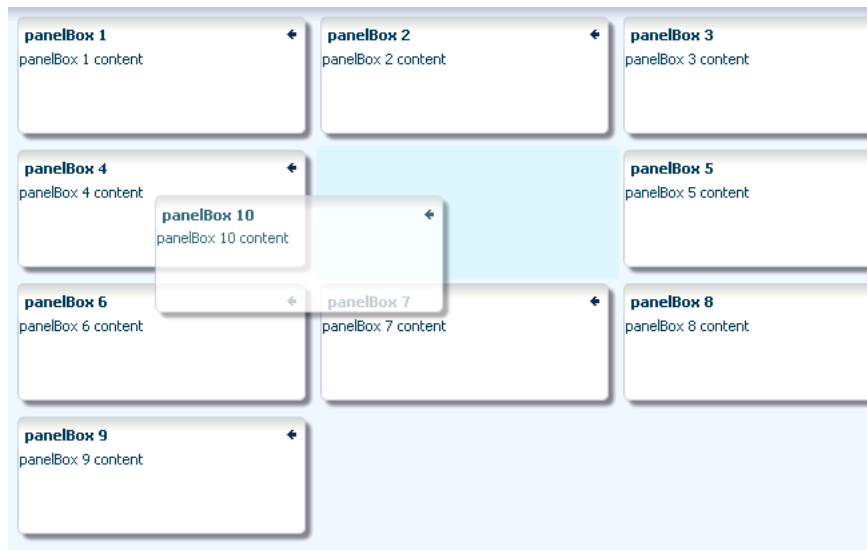 panelBox 1
panelBox 1 content
panelBox 2
panelBox 2 content
panelBox 3
panelBox 3 content
panelBox 4
panelBox 4 content
panelBox 10
panelBox 10 content
panelBox 5
panelBox 5 content
panelBox 6
panelBox 6 content
panelBox 7
panelBox 7 content
panelBox 8
panelBox 8 content
panelBox 9
panelBox 9 content